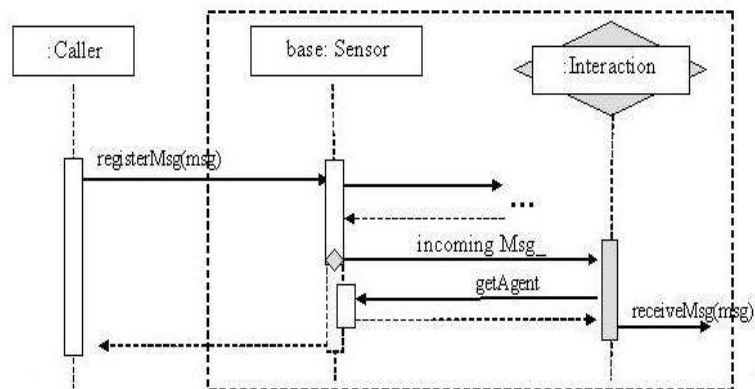 :Caller
base: Sensor
:Interaction
registerMsg(msg)
...
incoming Msg_
getAgent
receiveMsg(msg)